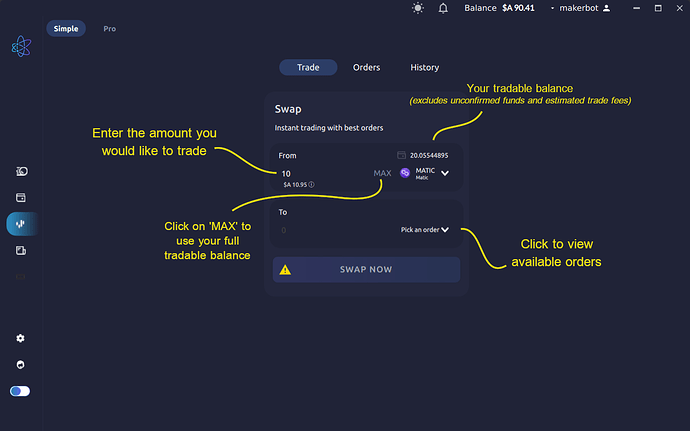 Balance $A 90.41 makerbot
Simple Pro
Trade Orders History
Your tradable balance
(excludes unconfirmed funds and estimated trade fees)
Swap
Instant trading with best orders
Enter the amount you
would like to trade
From 20.05544895
10 MAX MATIC
Matic
$A 10.95
To
0 Pick an order
Click on 'MAX' to
use your full
tradable balance
Click to view
available orders
SWAP NOW